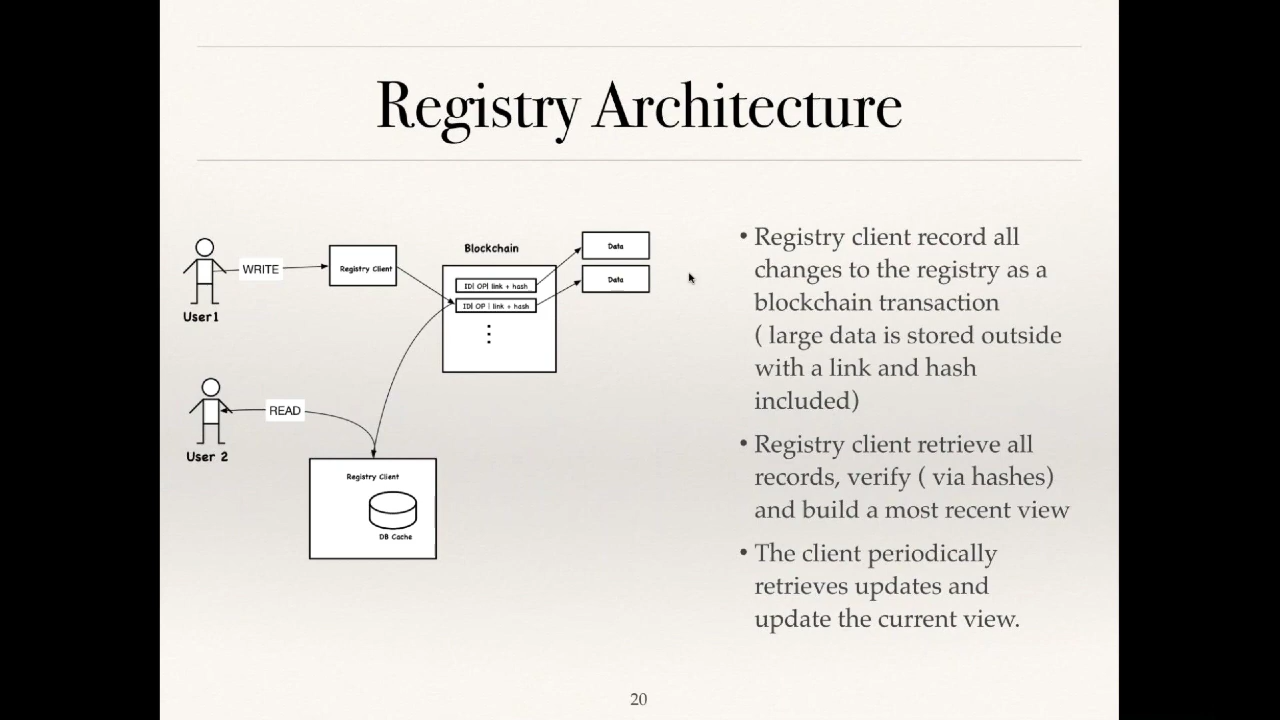 Registry Architecture
WRITE
User1
Registry Client
Blockchain
ID| OP| link + hash
ID| OP | link + hash
Data
Data
READ
User 2
Registry Client
DB Cache
• Registry client record all
changes to the registry as a
blockchain transaction
( large data is stored outside
with a link and hash
included)
• Registry client retrieve all
records, verify ( via hashes)
and build a most recent view
• The client periodically
retrieves updates and
update the current view.
20